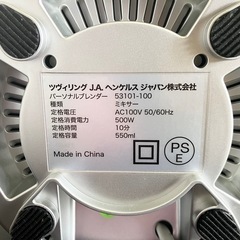 ツヴィリング J.A. ヘンケルス ジャパン株式会社
パーソナルブレンダー 53101-100
種類 ミキサー
定格電圧 AC100V 50/60Hz
定格消費電力 500W
定格時間 10分
定格容量 550ml
Made in China
PS
E